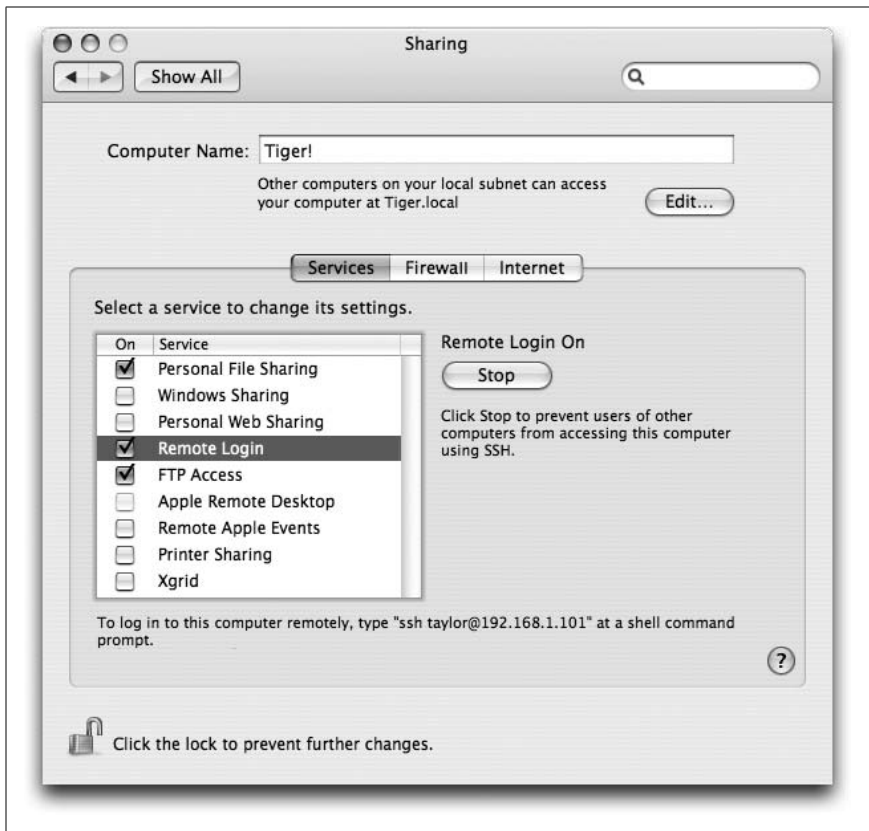 Sharing
Show All
Computer Name: Tiger!
Other computers on your local subnet can access
your computer at Tiger.local
Edit...
Services Firewall Internet
Select a service to change its settings.
On Service
Personal File Sharing
Windows Sharing
Personal Web Sharing
Remote Login
FTP Access
Apple Remote Desktop
Remote Apple Events
Printer Sharing
Xgrid
Remote Login On
Stop
Click Stop to prevent users of other
computers from accessing this computer
using SSH.
To log in to this computer remotely, type "ssh taylor@192.168.1.101" at a shell command
prompt.
?
Click the lock to prevent further changes.